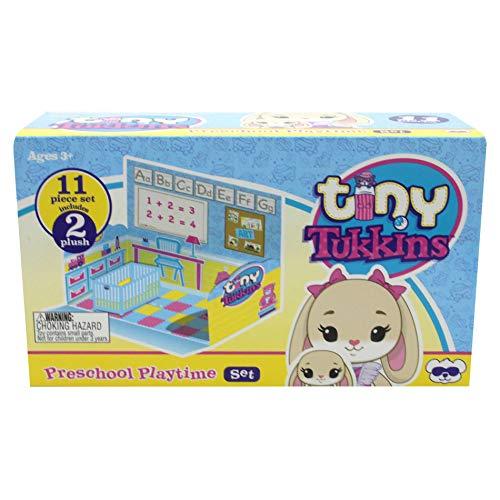 Ages 3+
11
piece set
includes
2
plush
Aa Bb Cc Dd Ee Ff Gg
1 + 2 = 3
2 + 2 = 4
ART
tiny
Tukkins
tiny
Tukkins
WARNING:
CHOKING HAZARD
Toy contains small parts.
Not for children under 3 years.
Preschool Playtime Set